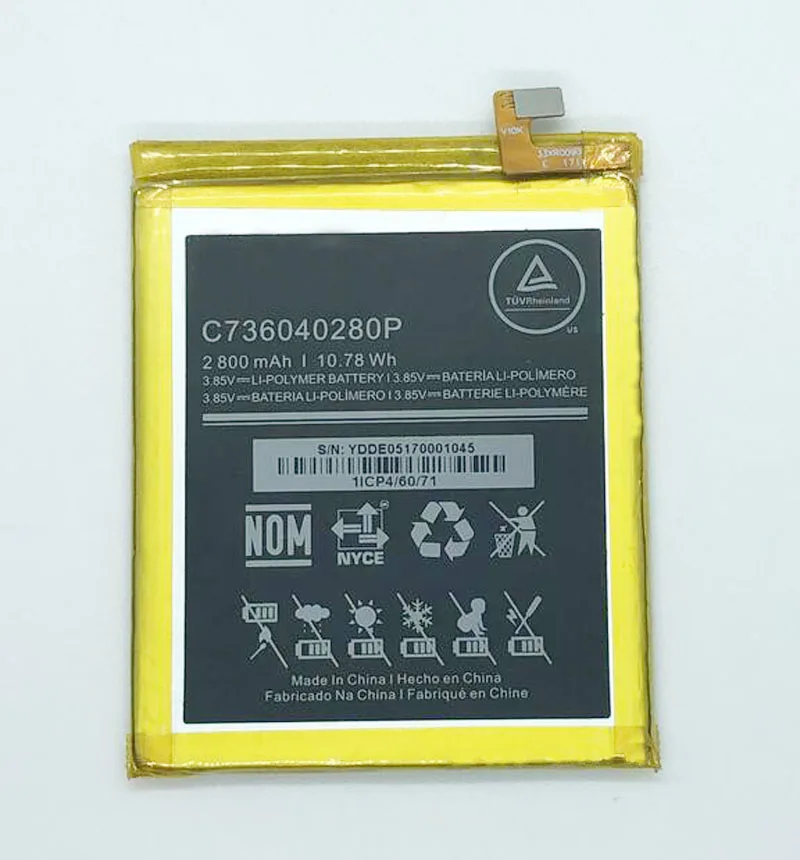 V10K
TÜVRheinland
US
C736040280P
2 800 mAh I 10.78 Wh
3.85V⎓LI-POLYMER BATTERY I 3.85V⎓BATERÍA LI-POLÍMERO
3.85V⎓BATERIA LI-POLÍMERO I 3.85V⎓BATTERIE LI-POLYMÈRE
S/N: YDDE05170001045
1ICP4/60/71
NOM
NYCE
Made In China I Hecho en China
Fabricado Na China I Fabriqué en Chine